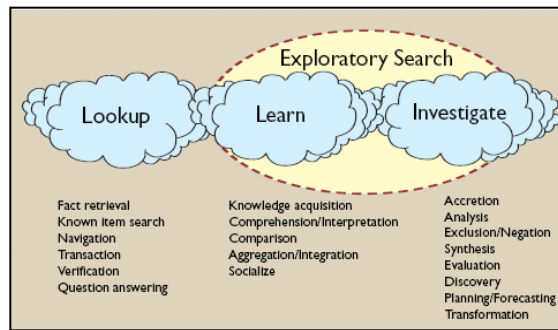 Exploratory Search
Lookup
Learn
Investigate
Fact retrieval
Known item search
Navigation
Transaction
Verification
Question answering
Knowledge acquisition
Comprehension/Interpretation
Comparison
Aggregation/Integration
Socialize
Accretion
Analysis
Exclusion/Negation
Synthesis
Evaluation
Discovery
Planning/Forecasting
Transformation